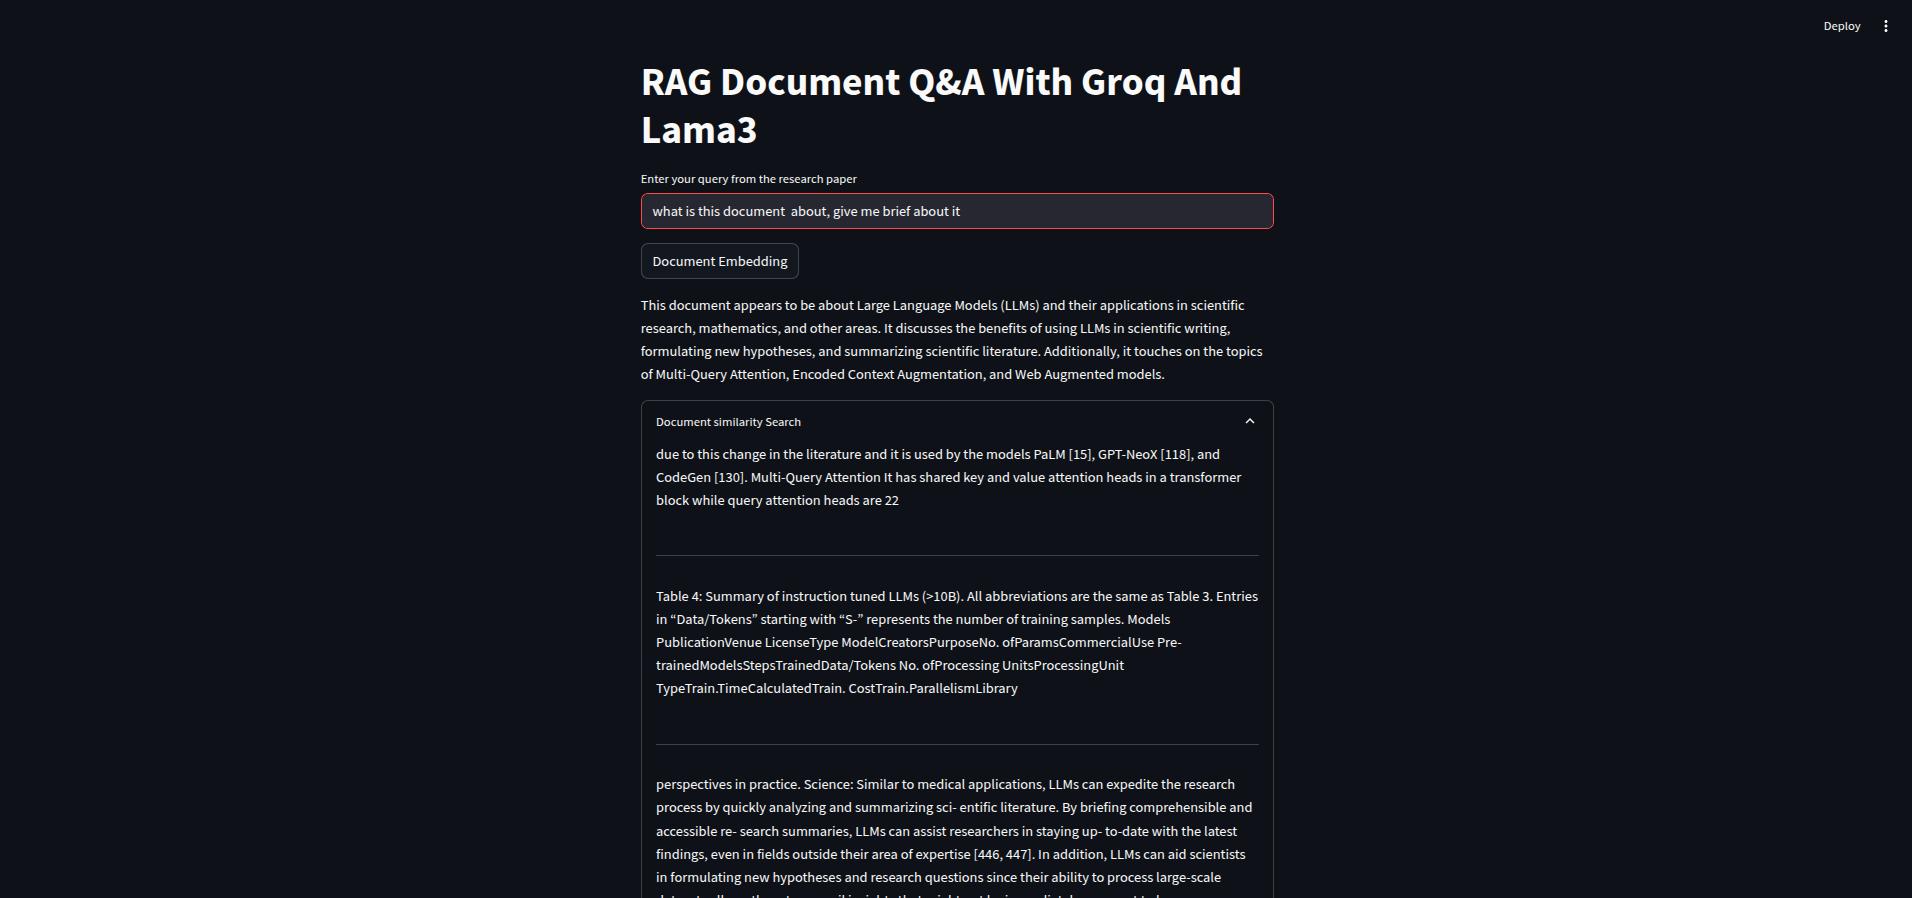 Deploy
RAG Document Q&A With Groq And
Lama3
Enter your query from the research paper
what is this document  about, give me brief about it
Document Embedding
This document appears to be about Large Language Models (LLMs) and their applications in scientific
research, mathematics, and other areas. It discusses the benefits of using LLMs in scientific writing,
formulating new hypotheses, and summarizing scientific literature. Additionally, it touches on the topics
of Multi-Query Attention, Encoded Context Augmentation, and Web Augmented models.
Document similarity Search
due to this change in the literature and it is used by the models PaLM [15], GPT-NeoX [118], and
CodeGen [130]. Multi-Query Attention It has shared key and value attention heads in a transformer
block while query attention heads are 22
Table 4: Summary of instruction tuned LLMs (>10B). All abbreviations are the same as Table 3. Entries
in “Data/Tokens” starting with “S-” represents the number of training samples. Models
PublicationVenue LicenseType ModelCreatorsPurposeNo. ofParamsCommercialUse Pre-
trainedModelsStepsTrainedData/Tokens No. ofProcessing UnitsProcessingUnit
TypeTrain.TimeCalculatedTrain. CostTrain.ParallelismLibrary
perspectives in practice. Science: Similar to medical applications, LLMs can expedite the research
process by quickly analyzing and summarizing sci- entific literature. By briefing comprehensible and
accessible re- search summaries, LLMs can assist researchers in staying up- to-date with the latest
findings, even in fields outside their area of expertise [446, 447]. In addition, LLMs can aid scientists
in formulating new hypotheses and research questions since their ability to process large-scale